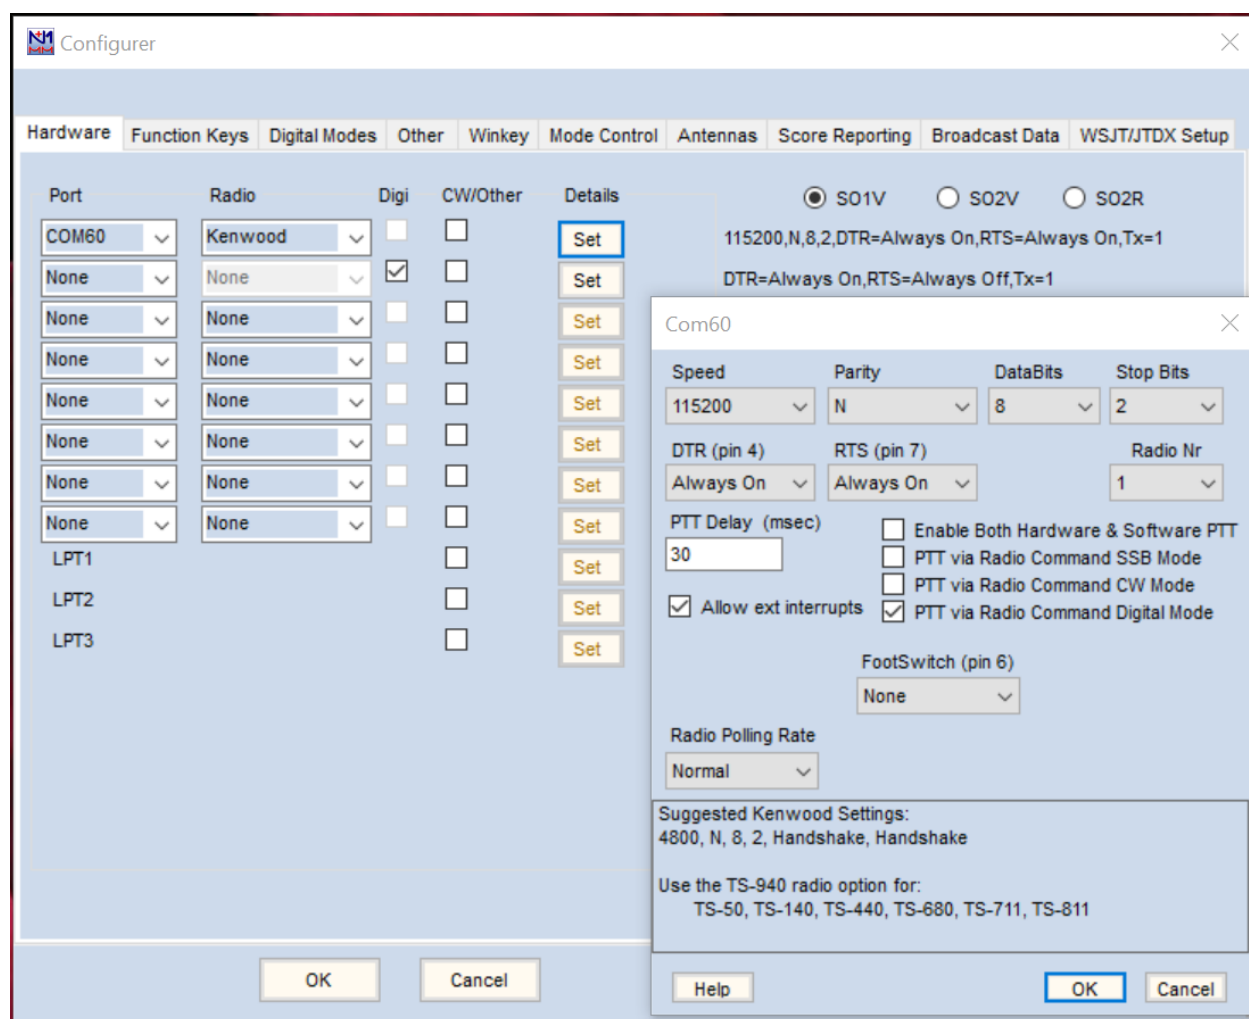 Configurer
Hardware Function Keys Digital Modes Other Winkey Mode Control Antennas Score Reporting Broadcast Data WSJT/JTDX Setup
Port Radio Digi CW/Other Details SO1V SO2V SO2R
COM60 Kenwood Set 115200,N,8,2,DTR=Always On,RTS=Always On,Tx=1
None None Set DTR=Always On,RTS=Always Off,Tx=1
None None Set
None None Set
None None Set
None None Set
None None Set
None None Set
LPT1 Set
LPT2 Set
LPT3 Set
OK Cancel
Com60
Speed Parity DataBits Stop Bits
115200 N 8 2
DTR (pin 4) RTS (pin 7) Radio Nr
Always On Always On 1
PTT Delay (msec)
30
Enable Both Hardware & Software PTT
PTT via Radio Command SSB Mode
PTT via Radio Command CW Mode
Allow ext interrupts PTT via Radio Command Digital Mode
FootSwitch (pin 6)
None
Radio Polling Rate
Normal
Suggested Kenwood Settings:
4800, N, 8, 2, Handshake, Handshake
Use the TS-940 radio option for:
TS-50, TS-140, TS-440, TS-680, TS-711, TS-811
Help OK Cancel